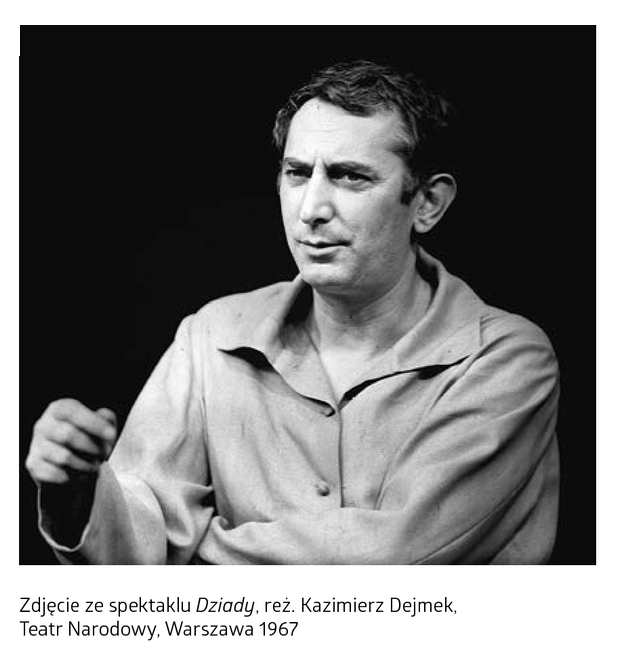 Zdjęcie ze spektaklu Dziady, reż. Kazimierz Dejmek,
Teatr Narodowy, Warszawa 1967